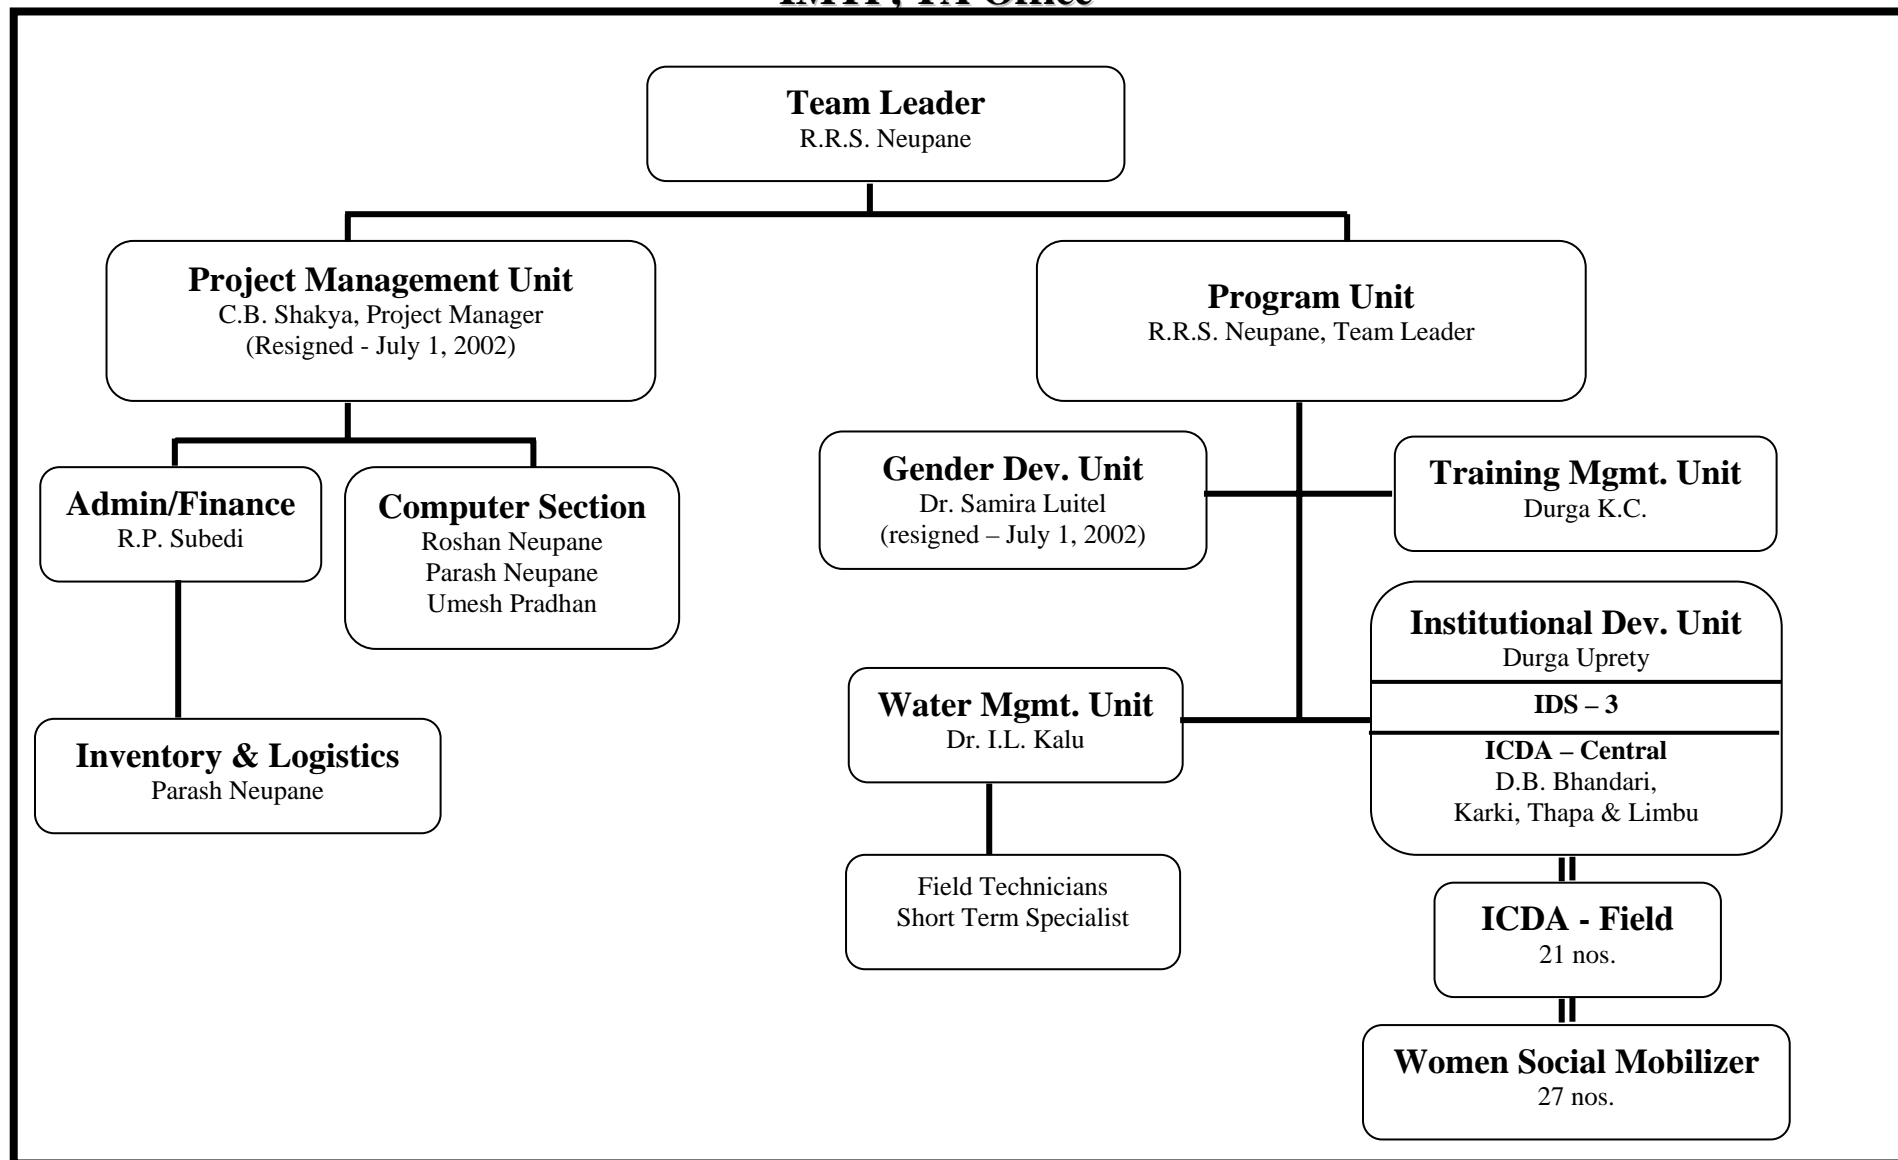 IMTP, TA Office
Team Leader
R.R.S. Neupane
Project Management Unit
C.B. Shakya, Project Manager
(Resigned - July 1, 2002)
Program Unit
R.R.S. Neupane, Team Leader
Admin/Finance
R.P. Subedi
Computer Section
Roshan Neupane
Parash Neupane
Umesh Pradhan
Gender Dev. Unit
Dr. Samira Luitel
(resigned – July 1, 2002)
Training Mgmt. Unit
Durga K.C.
Inventory & Logistics
Parash Neupane
Water Mgmt. Unit
Dr. I.L. Kalu
Institutional Dev. Unit
Durga Uprety
IDS – 3
ICDA – Central
D.B. Bhandari,
Karki, Thapa & Limbu
Field Technicians
Short Term Specialist
ICDA - Field
21 nos.
Women Social Mobilizer
27 nos.